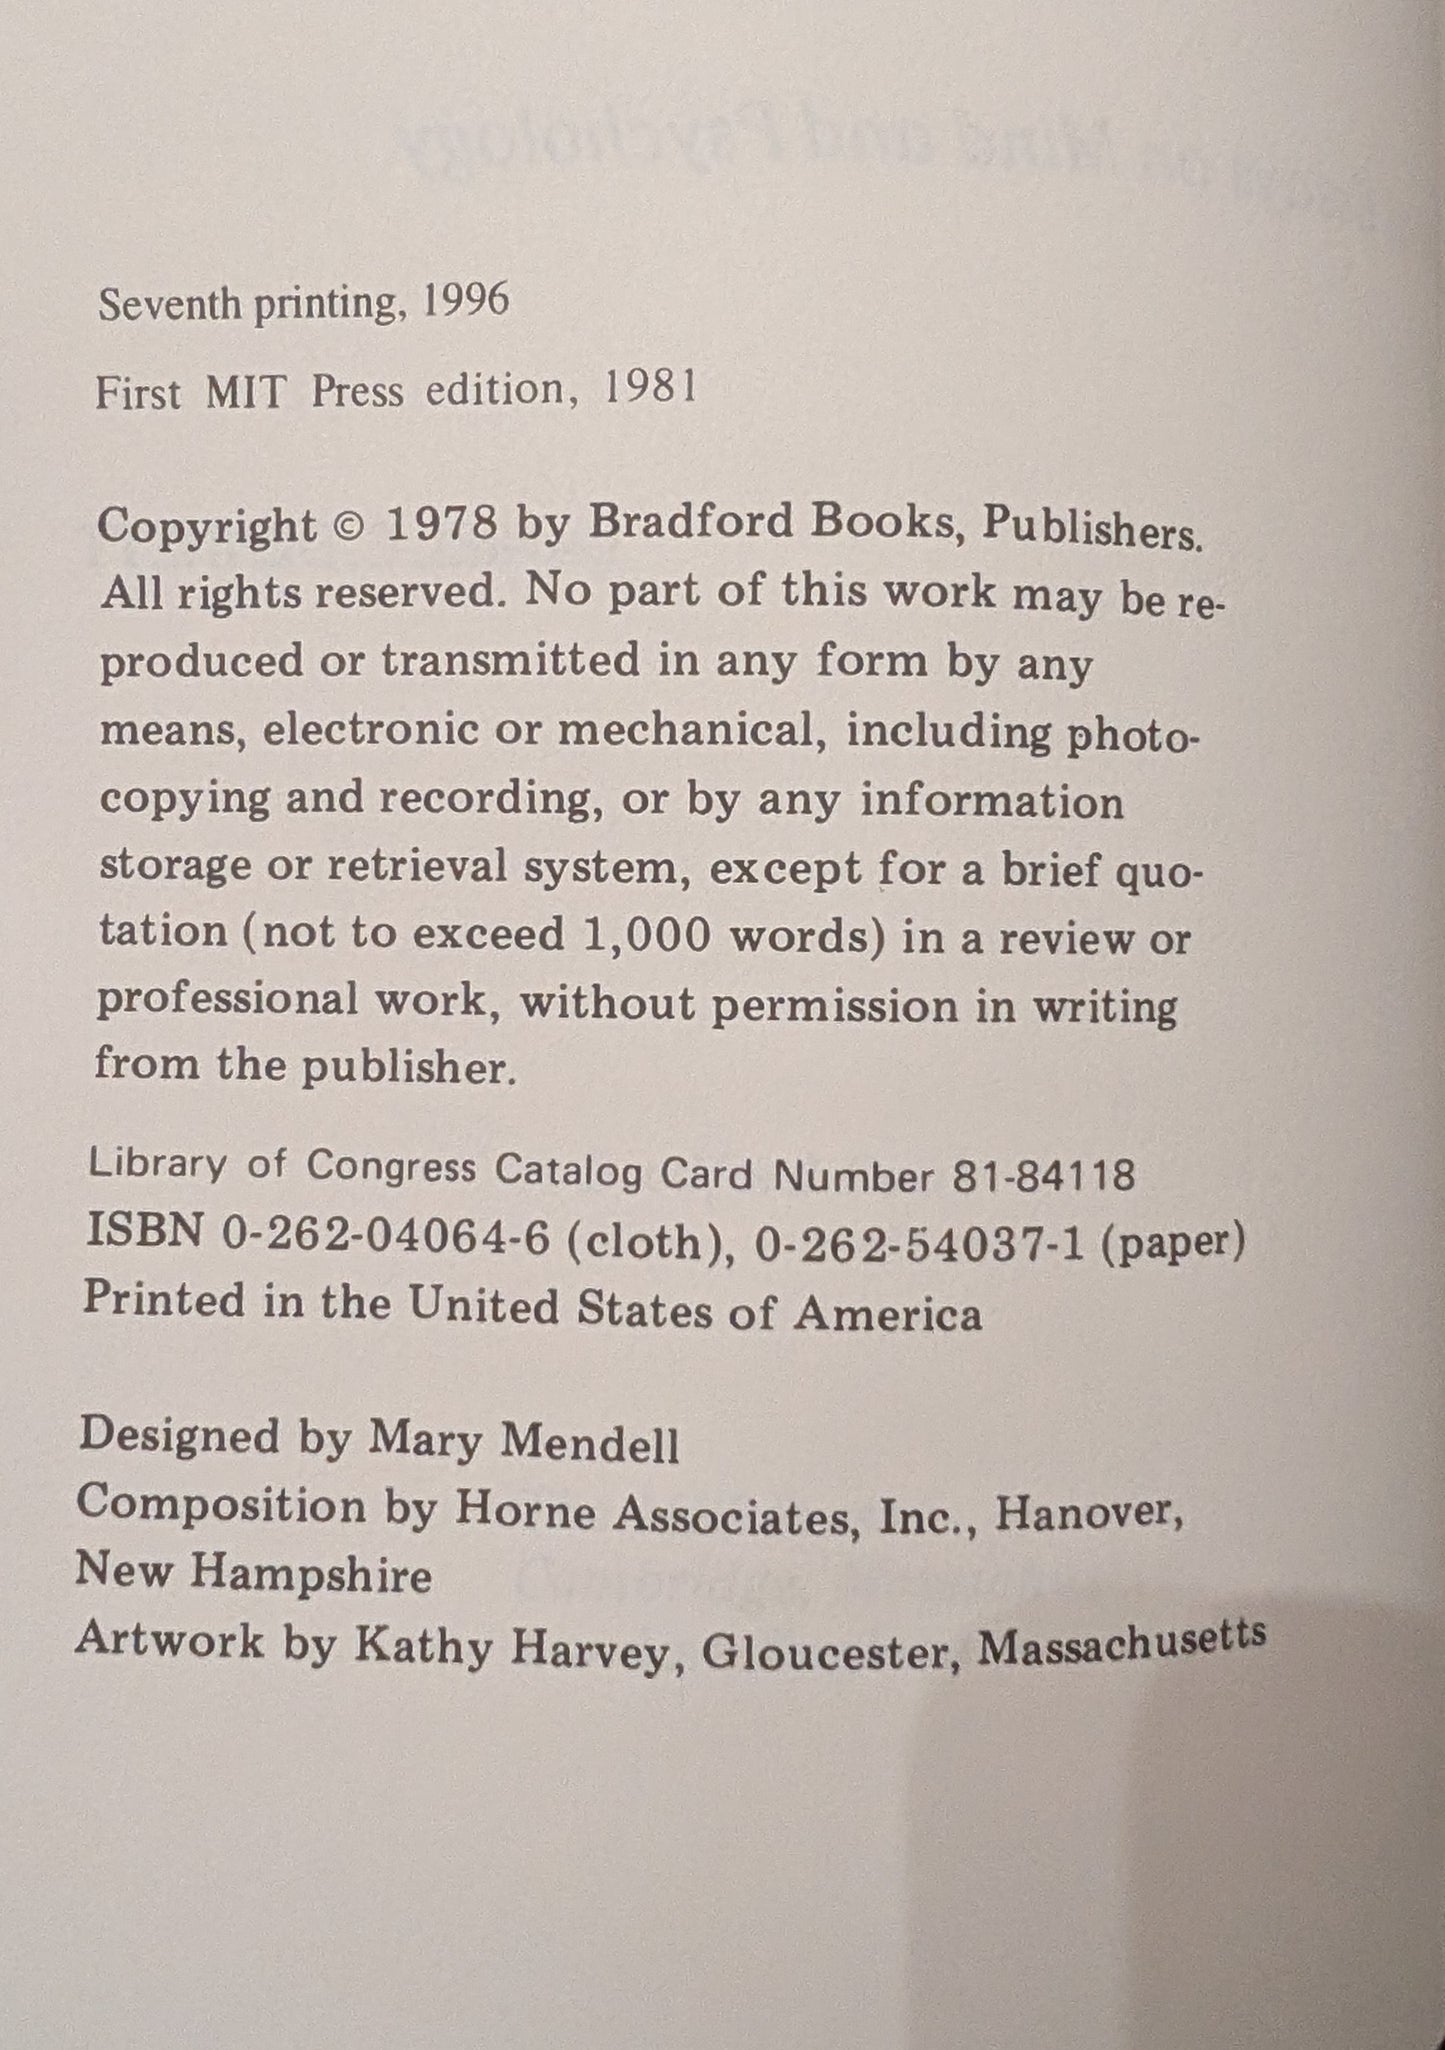 Mind and Psychology
Seventh printing, 1996
First MIT Press edition, 1981
Copyright © 1978 by Bradford Books, Publishers.
All rights reserved. No part of this work may be re-
produced or transmitted in any form by any
means, electronic or mechanical, including photo-
copying and recording, or by any information
storage or retrieval system, except for a brief quo-
tation (not to exceed 1,000 words) in a review or
professional work, without permission in writing
from the publisher.
Library of Congress Catalog Card Number 81-84118
ISBN 0-262-04064-6 (cloth), 0-262-54037-1 (paper)
Printed in the United States of America
Designed by Mary Mendell
Composition by Horne Associates, Inc., Hanover,
New Hampshire
Artwork by Kathy Harvey, Gloucester, Massachusetts